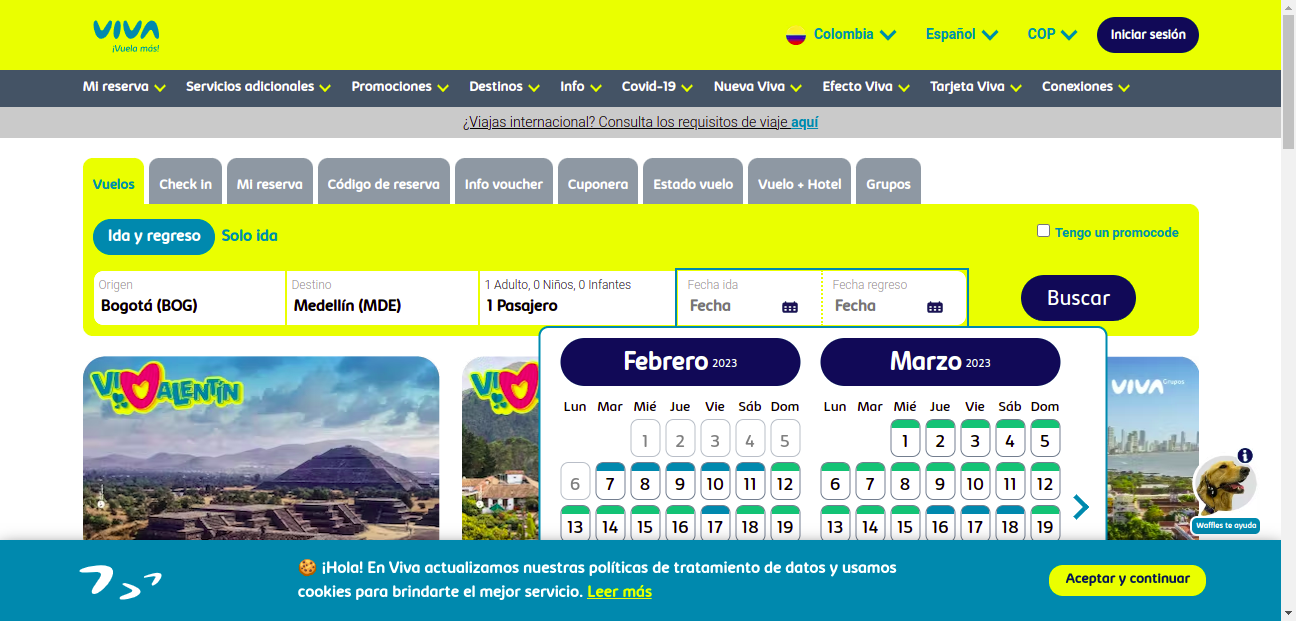 VIVA
¡Vuela más!
Colombia
Español
COP
Iniciar sesión
Mi reserva
Servicios adicionales
Promociones
Destinos
Info
Covid-19
Nueva Viva
Efecto Viva
Tarjeta Viva
Conexiones
¿Viajas internacional? Consulta los requisitos de viaje aquí
Vuelos
Check In
Mi reserva
Código de reserva
Info voucher
Cuponera
Estado vuelo
Vuelo + Hotel
Grupos
Ida y regreso
Solo ida
Tengo un promocode
Origen
Bogotá (BOG)
Destino
Medellín (MDE)
1 Adulto, 0 Niños, 0 Infantes
1 Pasajero
Fecha ida
Fecha
Fecha regreso
Fecha
Buscar
VIVALENTÍN
VIVA Grupos
Febrero 2023
Lun Mar Mié Jue Vie Sáb Dom
1 2 3 4 5
6 7 8 9 10 11 12
13 14 15 16 17 18 19
Marzo 2023
Lun Mar Mié Jue Vie Sáb Dom
1 2 3 4 5
6 7 8 9 10 11 12
13 14 15 16 17 18 19
i
Waffles te ayuda
🍪 ¡Hola! En Viva actualizamos nuestras políticas de tratamiento de datos y usamos
cookies para brindarte el mejor servicio. Leer más
Aceptar y continuar